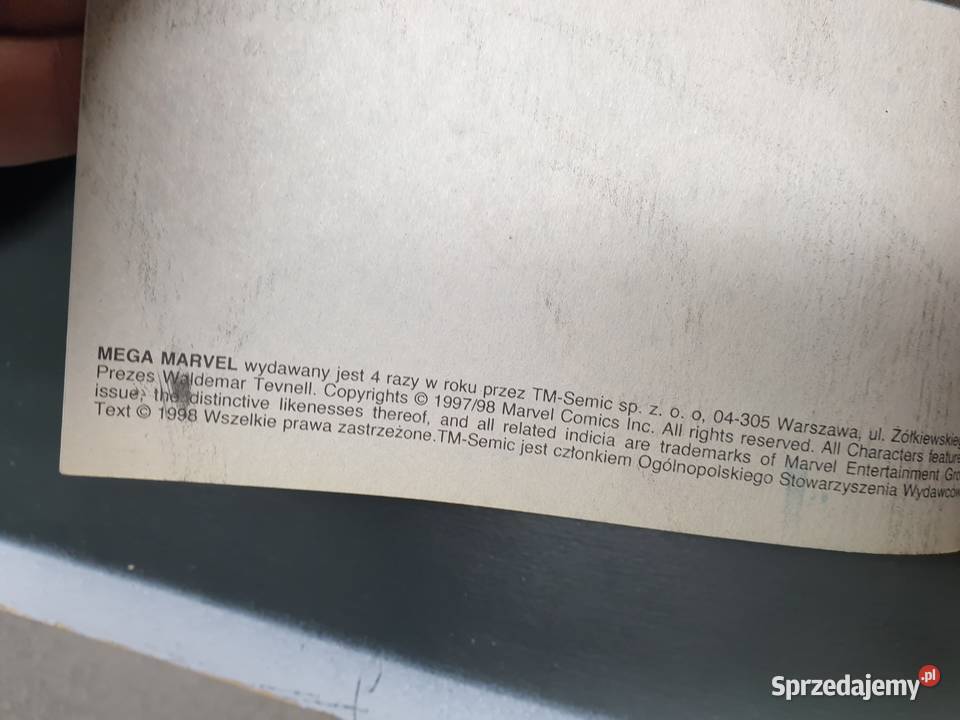 MEGA MARVEL wydawany jest 4 razy w roku przez TM-Semic sp. z. o. o, 04-305 Warszawa, ul. Żółkiewskieg
Prezes Waldemar Tevnell. Copyrights © 1997/98 Marvel Comics Inc. All rights reserved. All Characters feature
issue, the distinctive likenesses thereof, and all related indicia are trademarks of Marvel Entertainment Gro
Text © 1998 Wszelkie prawa zastrzeżone. TM-Semic jest członkiem Ogólnopolskiego Stowarzyszenia Wydawców
Sprzedajemy.pl